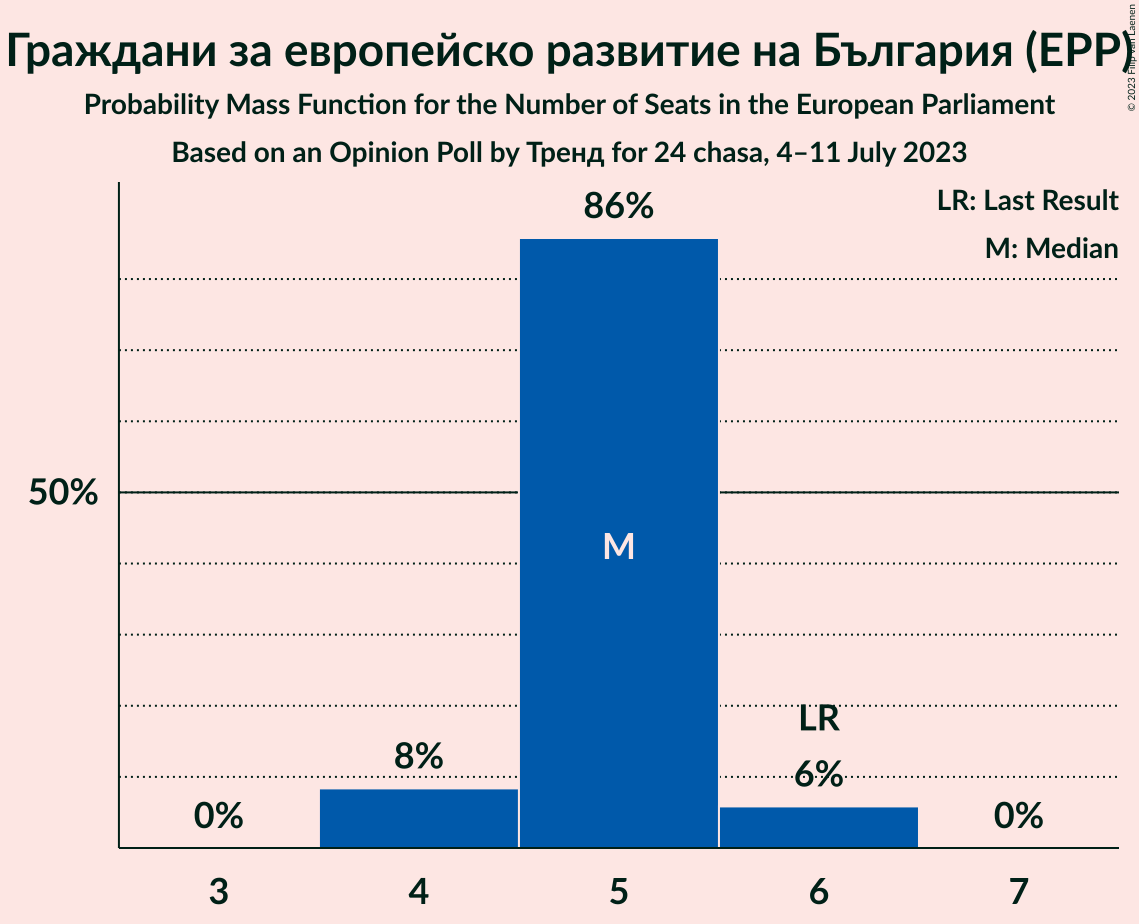 Граждани за европейско развитие на България (EPP)
© 2023 Filip van Laenen
Probability Mass Function for the Number of Seats in the European Parliament
Based on an Opinion Poll by Тренд for 24 chasa, 4–11 July 2023
LR: Last Result
M: Median
86%
50%
M
LR
8%
6%
0%
0%
3 4 5 6 7